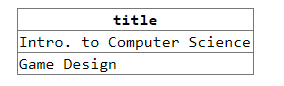 title
Intro. to Computer Science
Game Design